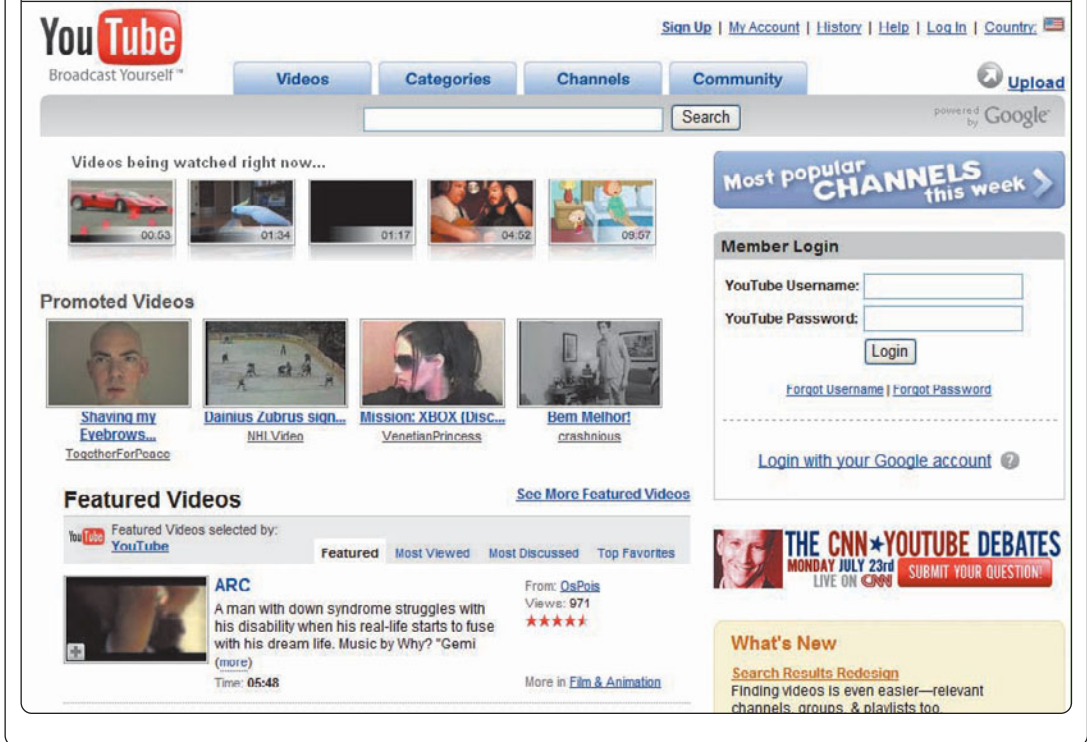 You Tube
Broadcast Yourself™
Sign Up | My Account | History | Help | Log In | Country:
Videos
Categories
Channels
Community
Upload
Search
powered by Google
Videos being watched right now...
00:53
01:34
01:17
04:52
09:57
Most popular
CHANNELS
this week
Member Login
YouTube Username:
YouTube Password:
Login
Forgot Username | Forgot Password
Login with your Google account ?
Promoted Videos
Shaving my
Eyebrows...
TogetherForPeace
Dainius Zubrus sign...
NHLVideo
Mission: XBOX (Disc...
VenetianPrincess
Bem Melhor!
crashnious
Featured Videos
See More Featured Videos
You Tube
Featured Videos selected by:
YouTube
Featured
Most Viewed
Most Discussed
Top Favorites
ARC
A man with down syndrome struggles with
his disability when his real-life starts to fuse
with his dream life. Music by Why? "Gemi
(more)
Time: 05:48
From: OsPois
Views: 971
More in Film & Animation
THE CNN★YOUTUBE DEBATES
MONDAY JULY 23rd
LIVE ON CNN
SUBMIT YOUR QUESTION!
What's New
Search Results Redesign
Finding videos is even easier—relevant
channels, groups, & playlists too.